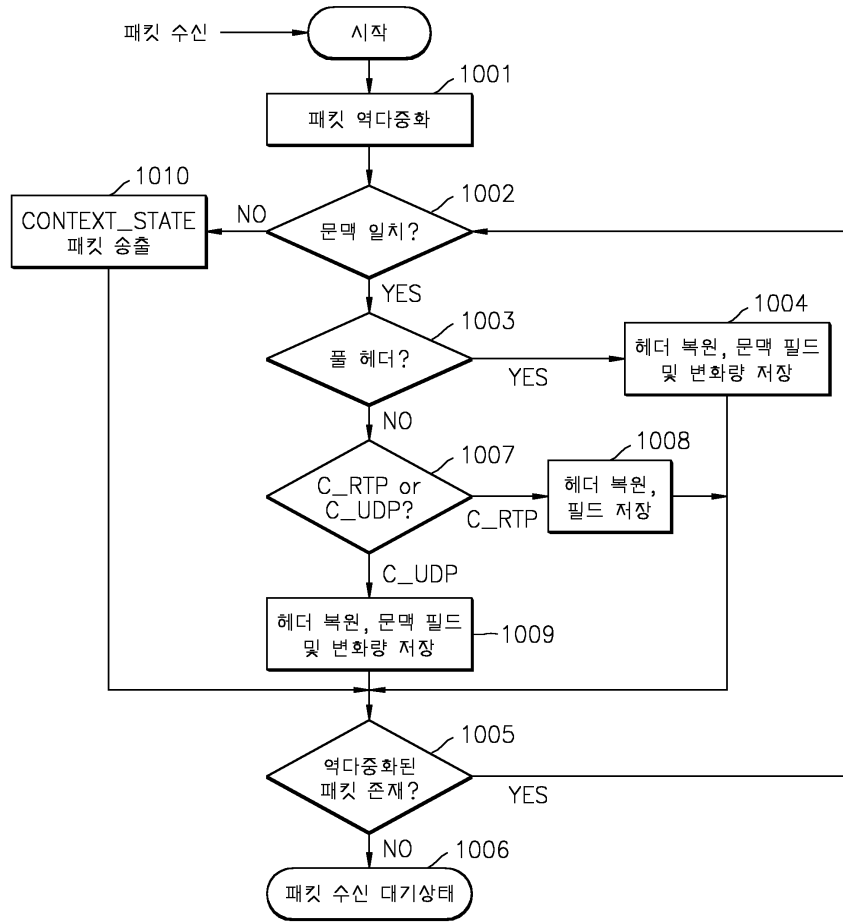 패킷 수신
시작
1001
패킷 역다중화
1010
CONTEXT_STATE
패킷 송출
NO
1002
문맥 일치?
YES
1003
풀 헤더?
YES
1004
헤더 복원, 문맥 필드
및 변화량 저장
NO
1007
C_RTP or
C_UDP?
C_RTP
1008
헤더 복원,
필드 저장
C_UDP
헤더 복원, 문맥 필드
및 변화량 저장
1009
1005
역다중화된
패킷 존재?
YES
NO
1006
패킷 수신 대기상태